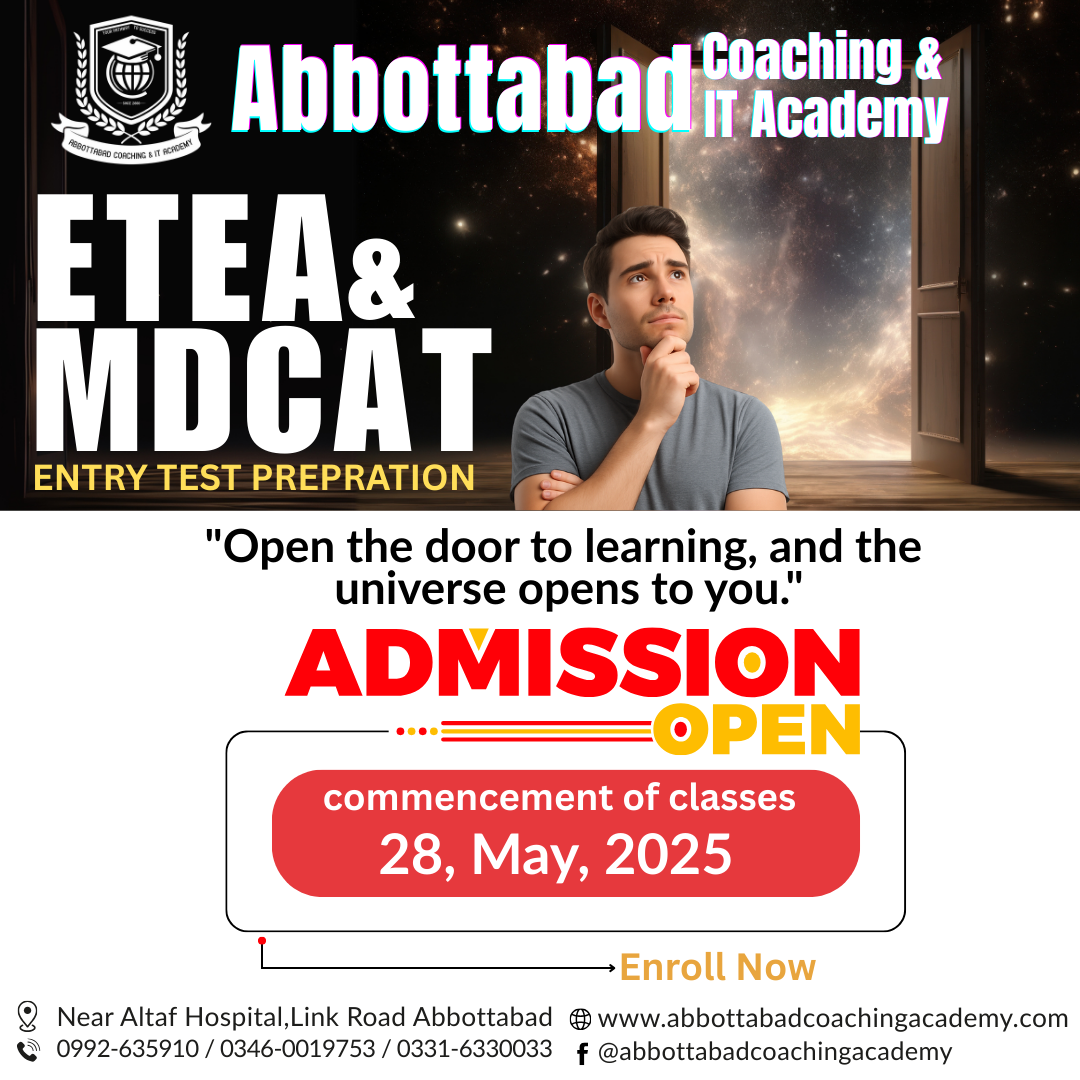 Abbottabad
Coaching &
IT Academy
ABBOTTABAD COACHING & IT ACADEMY
ETEA&
MDCAT
ENTRY TEST PREPRATION
"Open the door to learning, and the
universe opens to you."
ADMISSION
OPEN
commencement of classes
28, May, 2025
Enroll Now
Near Altaf Hospital,Link Road Abbottabad
0992-635910 / 0346-0019753 / 0331-6330033
www.abbottabadcoachingacademy.com
@abbottabadcoachingacademy